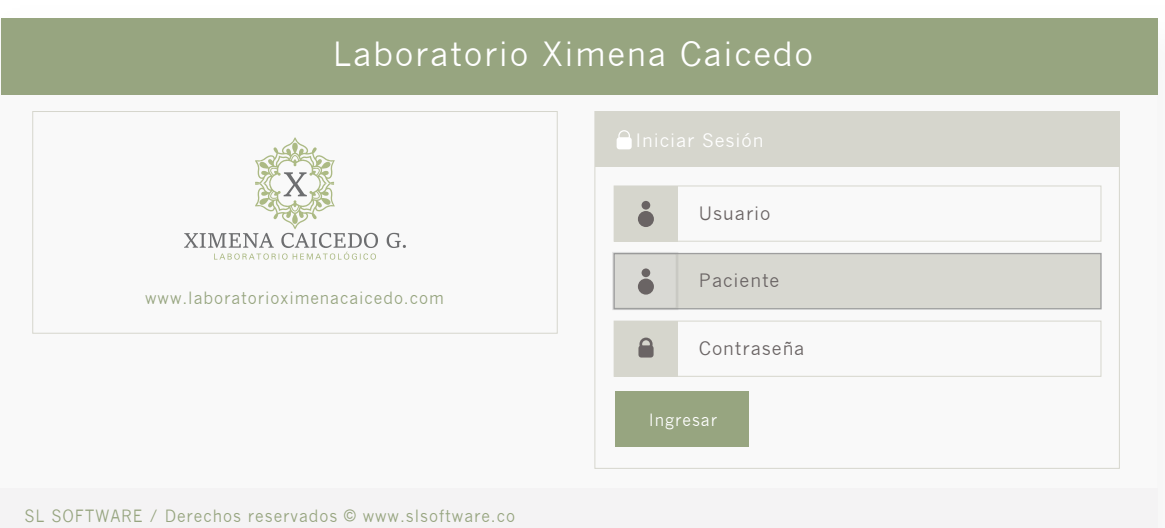 Laboratorio Ximena Caicedo
X
XIMENA CAICEDO G.
LABORATORIO HEMATOLÓGICO
www.laboratorioximenacaicedo.com
Iniciar Sesión
Usuario
Paciente
Contraseña
Ingresar
SL SOFTWARE / Derechos reservados © www.slsoftware.co